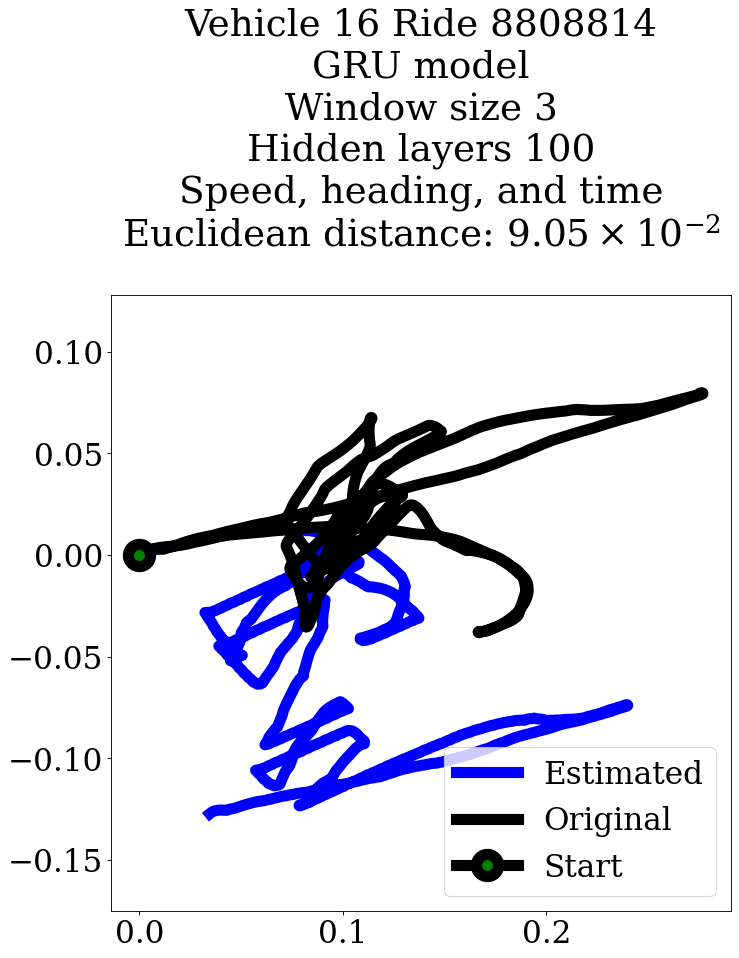 Vehicle 16 Ride 8808814
GRU model
Window size 3
Hidden layers 100
Speed, heading, and time
Euclidean distance: 9.05 × 10⁻²
0.10
0.05
0.00
−0.05
−0.10
−0.15
Estimated
Original
Start
0.0 0.1 0.2